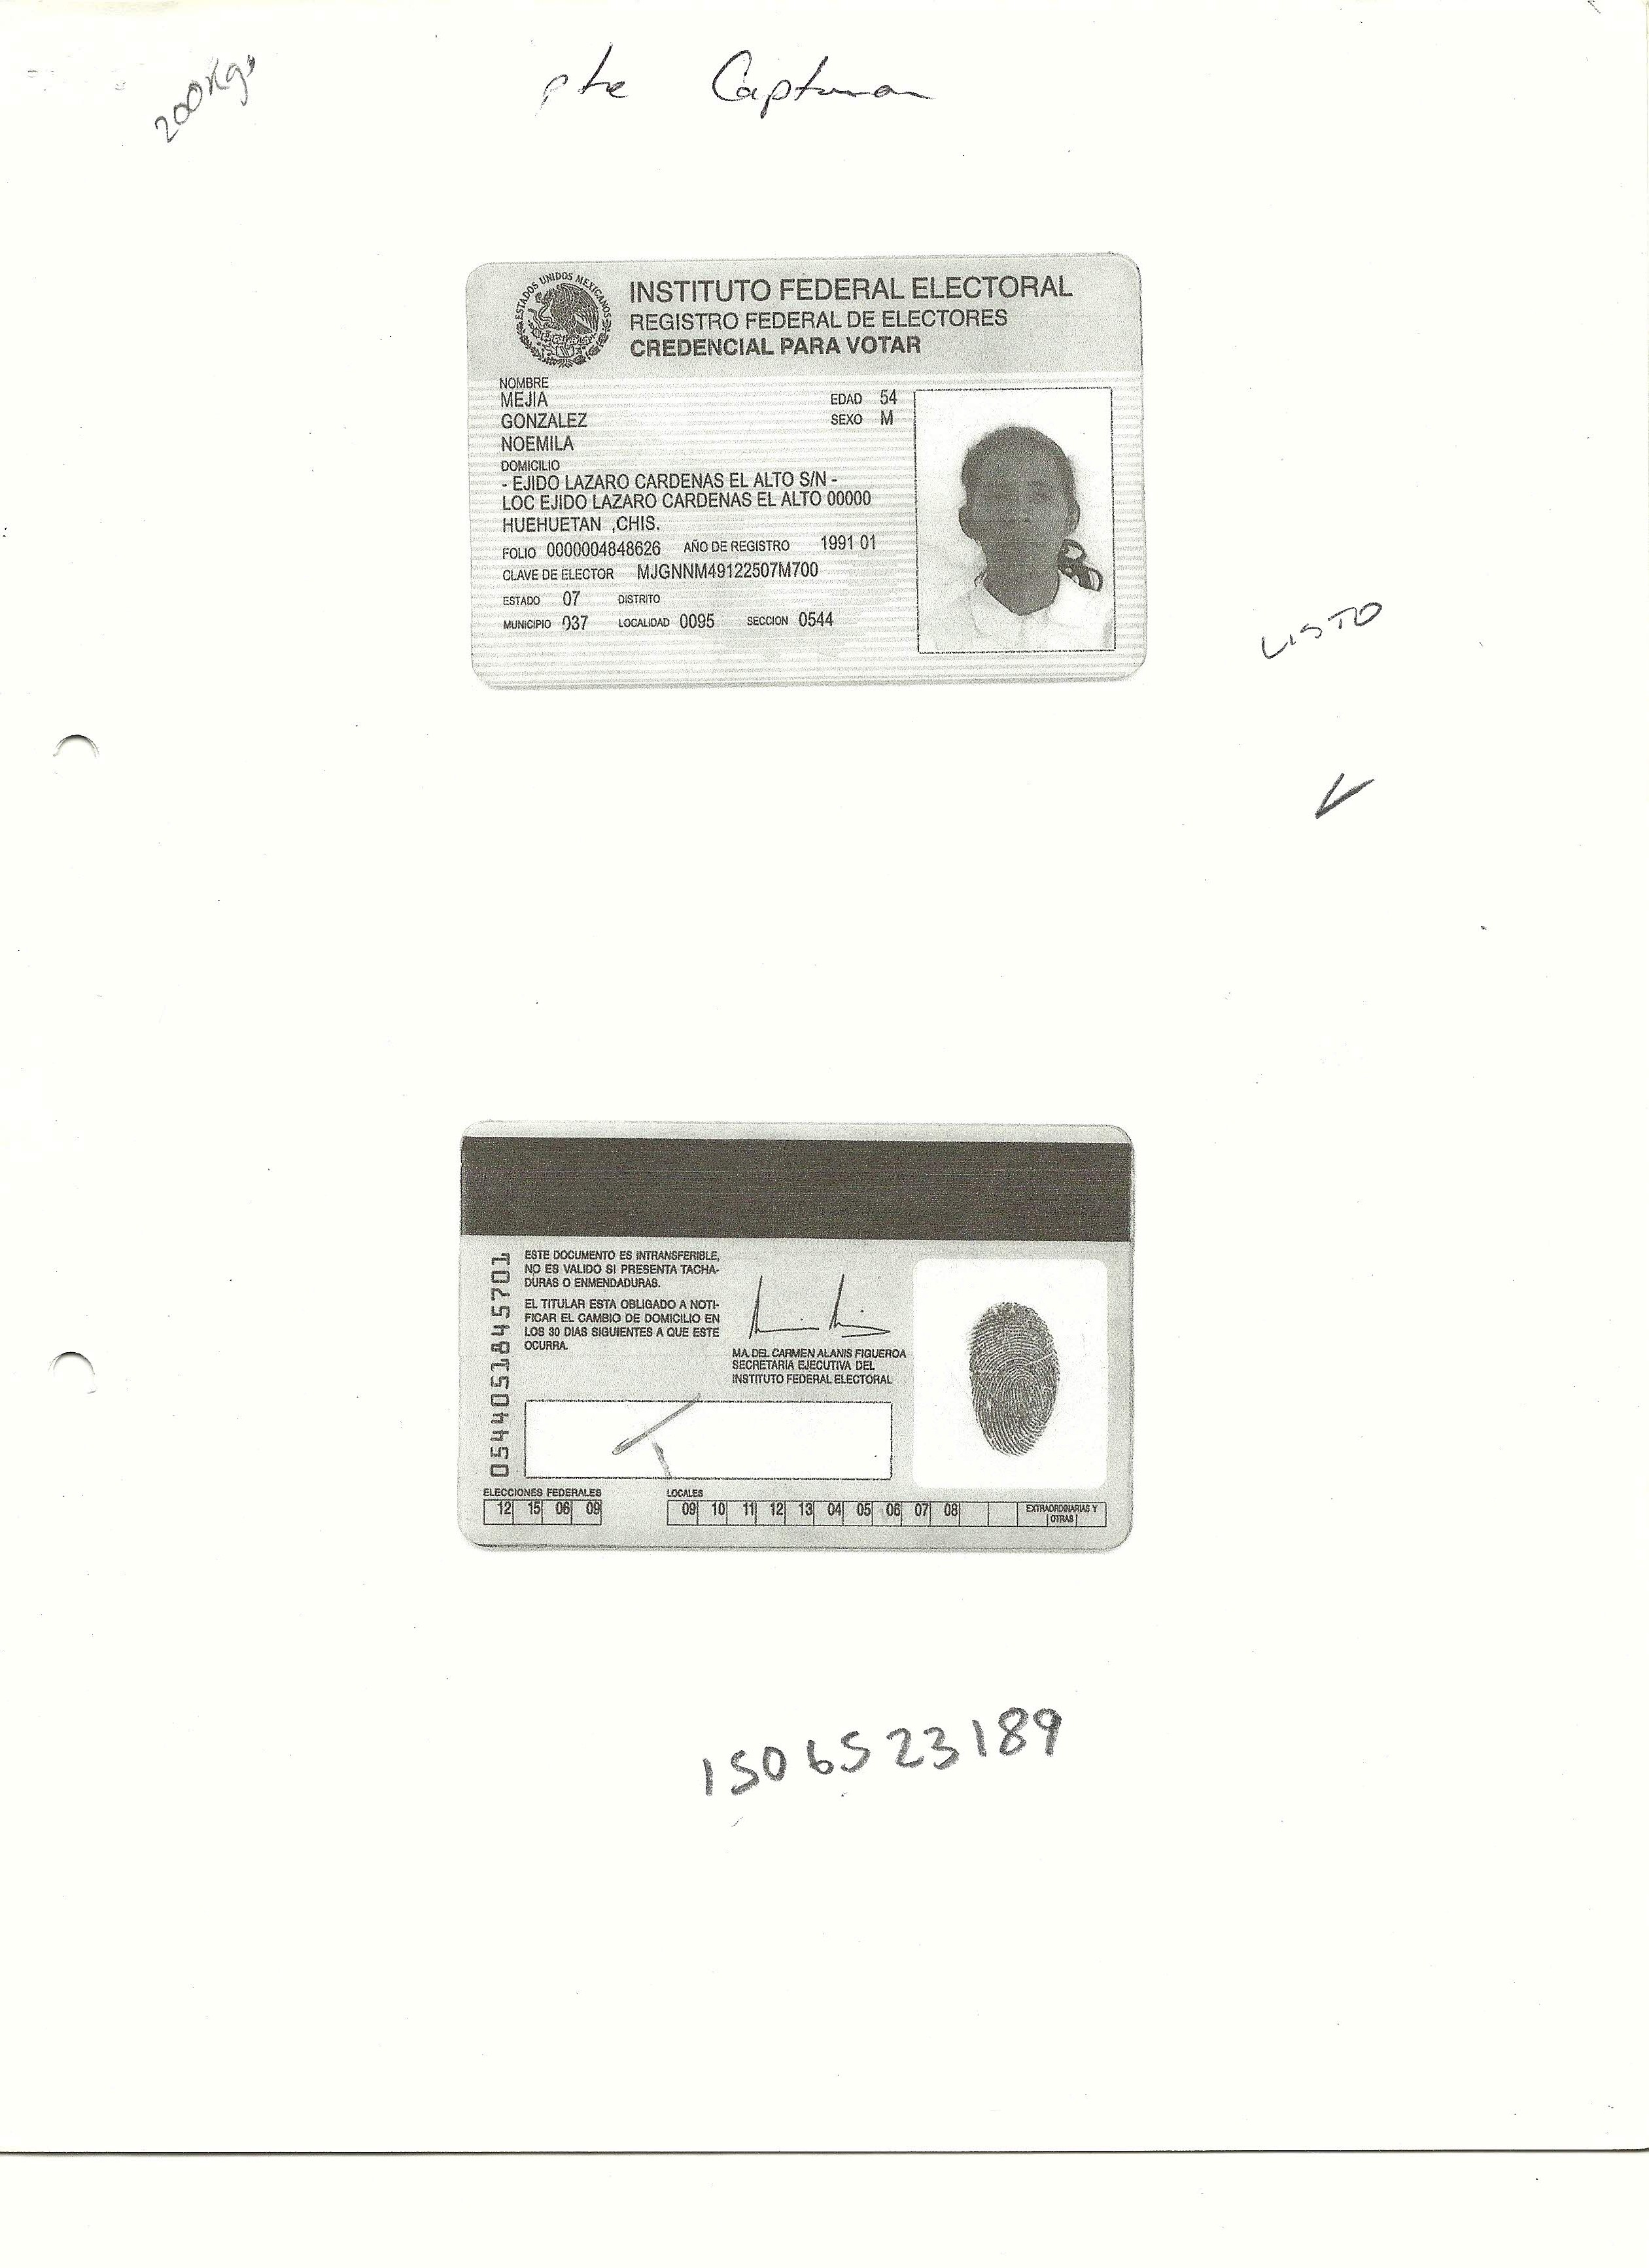 200Kgs
pte Capturar
ESTADOS UNIDOS MEXICANOS
INSTITUTO FEDERAL ELECTORAL
REGISTRO FEDERAL DE ELECTORES
CREDENCIAL PARA VOTAR
NOMBRE
MEJIA
GONZALEZ
NOEMILA
EDAD 54
SEXO M
DOMICILIO
- EJIDO LAZARO CARDENAS EL ALTO S/N -
LOC EJIDO LAZARO CARDENAS EL ALTO 00000
HUEHUETAN ,CHIS.
FOLIO 0000004848626 AÑO DE REGISTRO 1991 01
CLAVE DE ELECTOR MJGNNM49122507M700
ESTADO 07 DISTRITO
MUNICIPIO 037 LOCALIDAD 0095 SECCION 0544
LISTO
0544051845701
ESTE DOCUMENTO ES INTRANSFERIBLE,
NO ES VALIDO SI PRESENTA TACHA-
DURAS O ENMENDADURAS.
EL TITULAR ESTA OBLIGADO A NOTI-
FICAR EL CAMBIO DE DOMICILIO EN
LOS 30 DIAS SIGUIENTES A QUE ESTE
OCURRA.
MA. DEL CARMEN ALANIS FIGUEROA
SECRETARIA EJECUTIVA DEL
INSTITUTO FEDERAL ELECTORAL
ELECCIONES FEDERALES
12 15 06 09
LOCALES
09 10 11 12 13 04 05 06 07 08
EXTRAORDINARIAS Y
OTRAS
1506523189